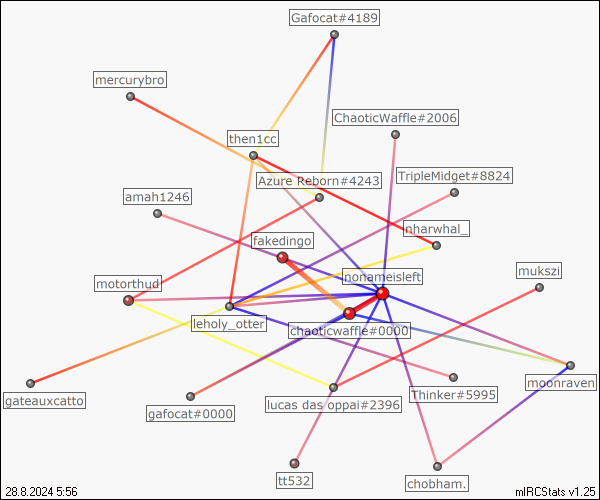 Gafocat#4189
mercurybro
ChaoticWaffle#2006
then1cc
Azure Reborn#4243
TripleMidget#8824
amah1246
nharwhal_
fakedingo
nonameisleft
mukszi
motorthud
leholy_otter
chaoticwaffle#0000
gateauxcatto
gafocat#0000
lucas das oppai#2396
Thinker#5995
moonraven
tt532
chobham.
28.8.2024 5:56
mIRCStats v1.25